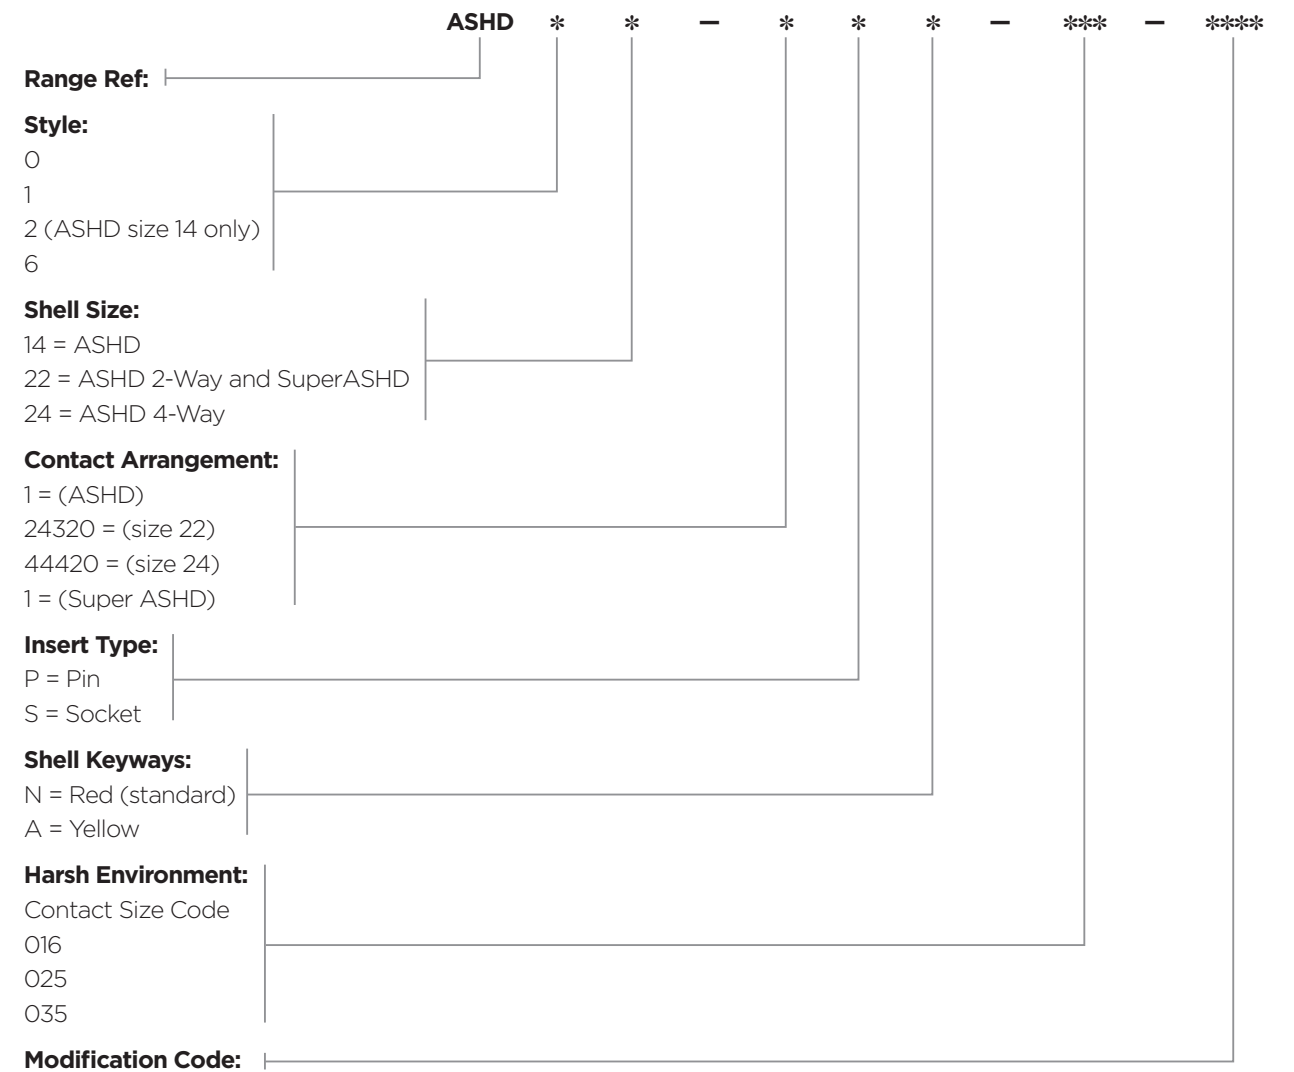 ASHD * * – * * * – *** – ****
Range Ref:
Style:
0
1
2 (ASHD size 14 only)
6
Shell Size:
14 = ASHD
22 = ASHD 2-Way and SuperASHD
24 = ASHD 4-Way
Contact Arrangement:
1 = (ASHD)
24320 = (size 22)
44420 = (size 24)
1 = (Super ASHD)
Insert Type:
P = Pin
S = Socket
Shell Keyways:
N = Red (standard)
A = Yellow
Harsh Environment:
Contact Size Code
016
025
035
Modification Code: